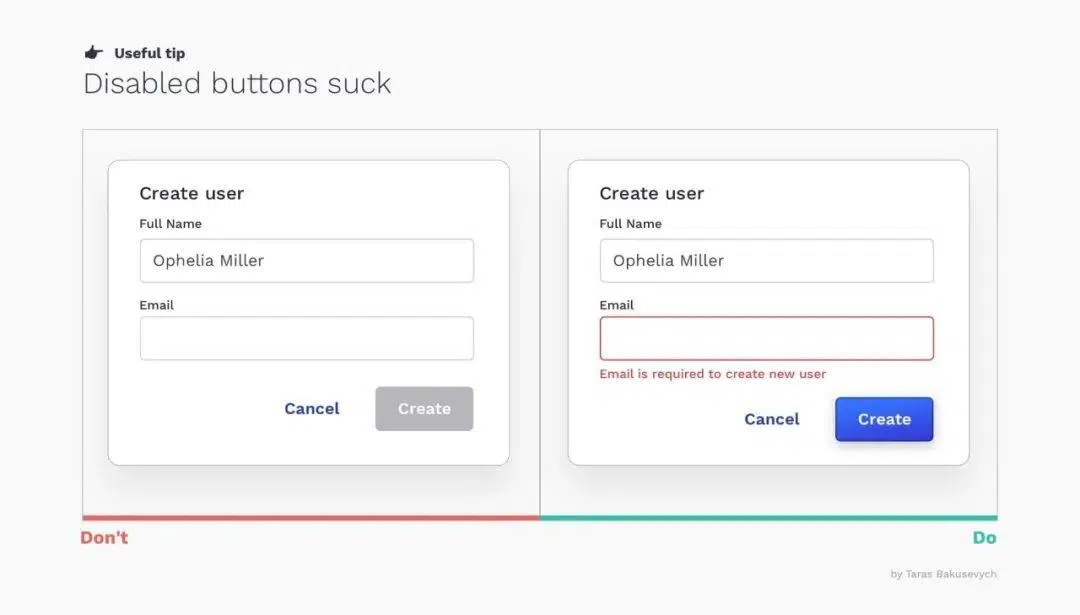 Useful tip
Disabled buttons suck
Create user
Full Name
Ophelia Miller
Email
Cancel
Create
Don't
Create user
Full Name
Ophelia Miller
Email
Email is required to create new user
Cancel
Create
Do
by Taras Bakusevych